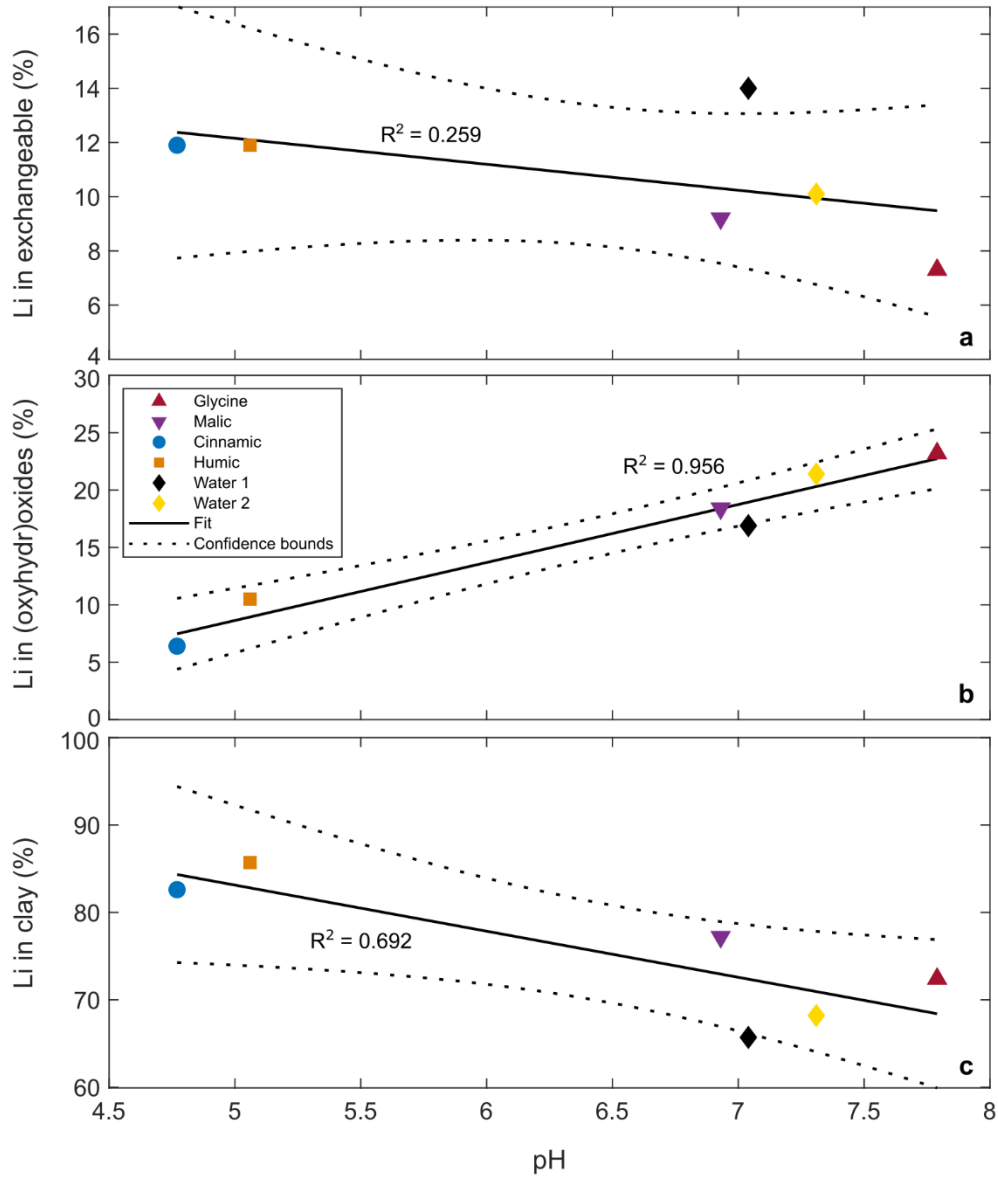 Li in exchangeable (%)
16
14
12
10
8
6
4
R² = 0.259
a
Li in (oxyhydr)oxides (%)
30
25
20
15
10
5
0
Glycine
Malic
Cinnamic
Humic
Water 1
Water 2
Fit
Confidence bounds
R² = 0.956
b
Li in clay (%)
100
90
80
70
60
R² = 0.692
c
4.5 5 5.5 6 6.5 7 7.5 8
pH